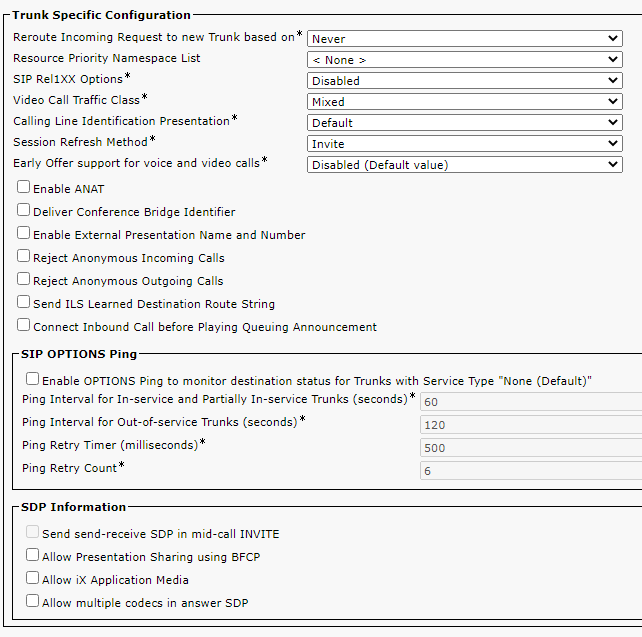 Trunk Specific Configuration
Reroute Incoming Request to new Trunk based on* Never
Resource Priority Namespace List < None >
SIP Rel1XX Options* Disabled
Video Call Traffic Class* Mixed
Calling Line Identification Presentation* Default
Session Refresh Method* Invite
Early Offer support for voice and video calls* Disabled (Default value)
Enable ANAT
Deliver Conference Bridge Identifier
Enable External Presentation Name and Number
Reject Anonymous Incoming Calls
Reject Anonymous Outgoing Calls
Send ILS Learned Destination Route String
Connect Inbound Call before Playing Queuing Announcement
SIP OPTIONS Ping
Enable OPTIONS Ping to monitor destination status for Trunks with Service Type "None (Default)"
Ping Interval for In-service and Partially In-service Trunks (seconds)* 60
Ping Interval for Out-of-service Trunks (seconds)* 120
Ping Retry Timer (milliseconds)* 500
Ping Retry Count* 6
SDP Information
Send send-receive SDP in mid-call INVITE
Allow Presentation Sharing using BFCP
Allow iX Application Media
Allow multiple codecs in answer SDP